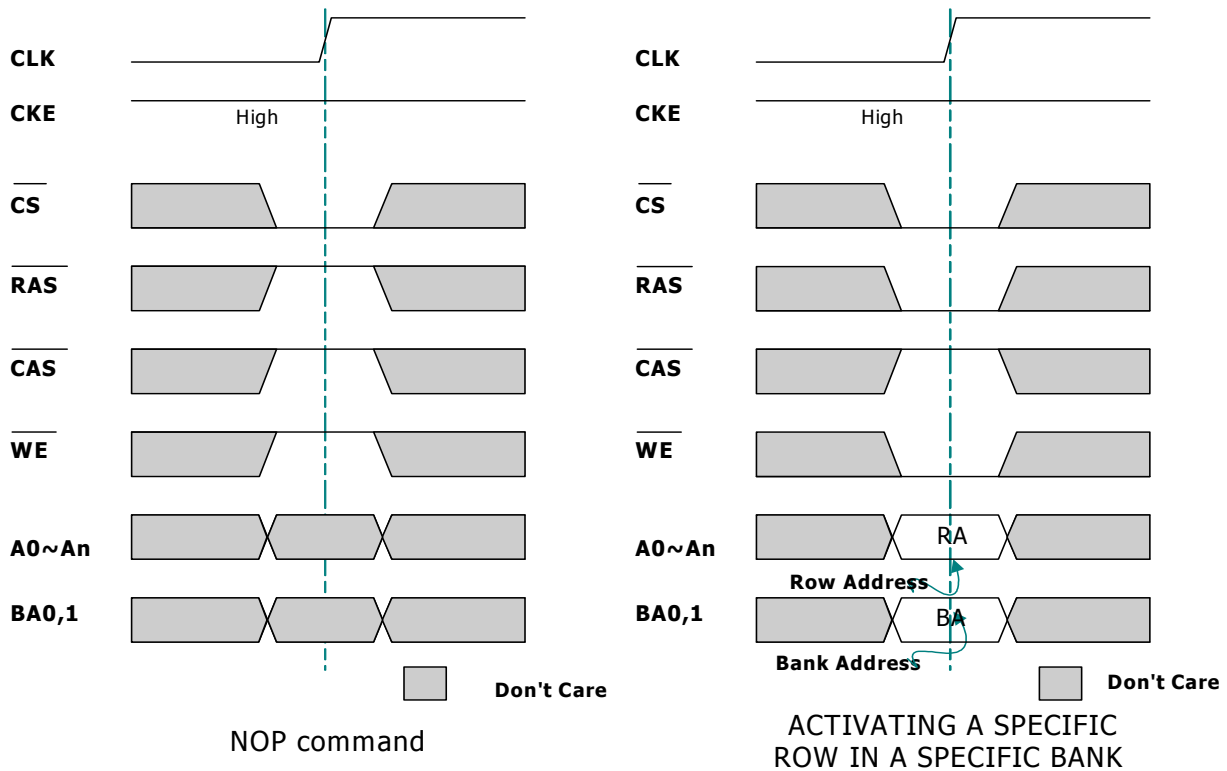 CLK
CKE
High
CS
RAS
CAS
WE
A0~An
BA0,1
Don't Care
NOP command
CLK
CKE
High
CS
RAS
CAS
WE
A0~An
RA
Row Address
BA0,1
BA
Bank Address
Don't Care
ACTIVATING A SPECIFIC
ROW IN A SPECIFIC BANK